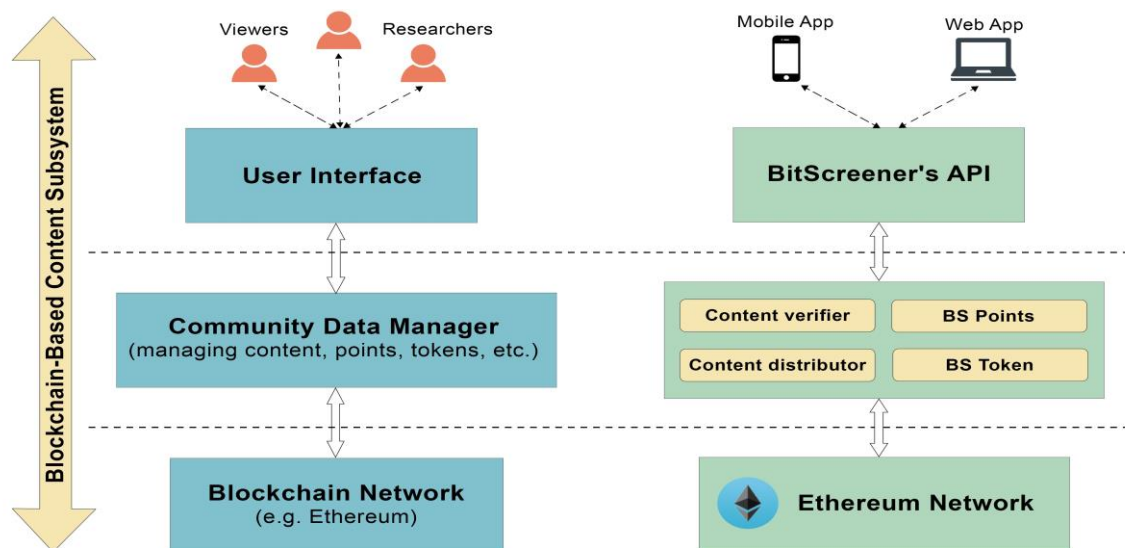 Viewers
Researchers
Mobile App
Web App
Blockchain-Based Content Subsystem
User Interface
BitScreener's API
Community Data Manager
(managing content, points, tokens, etc.)
Content verifier
BS Points
Content distributor
BS Token
Blockchain Network
(e.g. Ethereum)
Ethereum Network